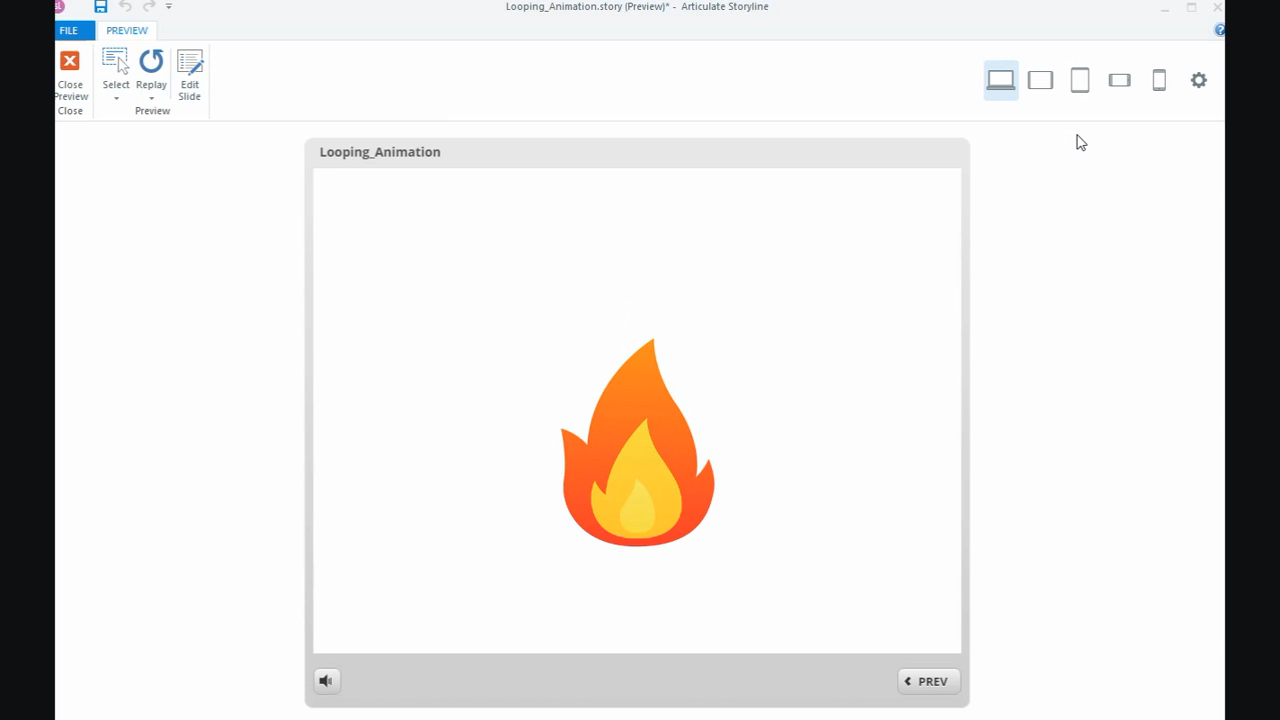 Looping_Animation.story (Preview)* - Articulate Storyline
FILE
PREVIEW
Close Preview
Select
Replay
Edit Slide
Close
Preview
Looping_Animation
PREV